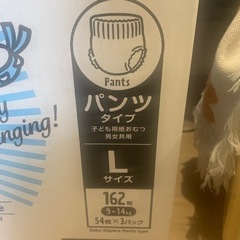 Pants
パンツ
タイプ
子ども用紙おむつ
男女共用
L
サイズ
162枚
9-14kg
54枚×3パック
Baby diapers Pants type
anging!